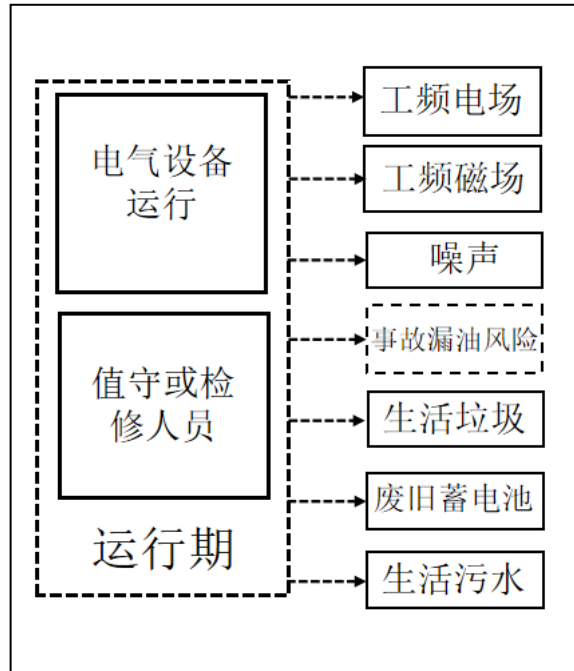 电气设备
运行
值守或检
修人员
运行期
工频电场
工频磁场
噪声
事故漏油风险
生活垃圾
废旧蓄电池
生活污水